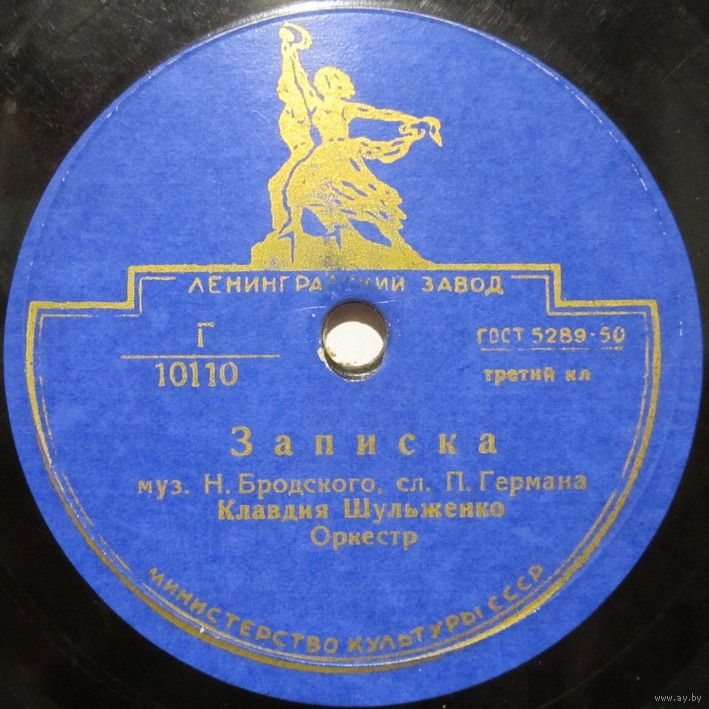 ЛЕНИНГРАДСКИЙ ЗАВОД
Г
10110
ГОСТ 5289-50
третий кл
Записка
муз. Н. Бродского, сл. П. Германа
Клавдия Шульженко
Оркестр
МИНИСТЕРСТВО КУЛЬТУРЫ СССР
www.ay.by